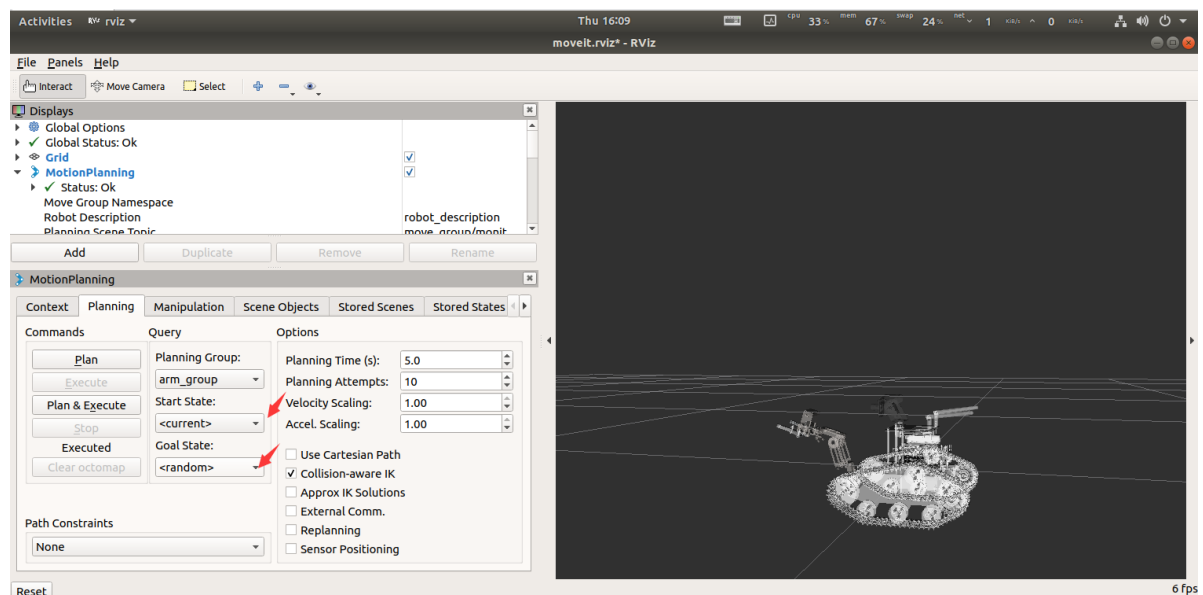 Activities RViz rviz Thu 16:09 cpu 33% mem 67% swap 24% net 1 KiB/s 0 KiB/s
moveit.rviz* - RViz
File Panels Help
Interact Move Camera Select
Displays
Global Options
Global Status: Ok
Grid
MotionPlanning
Status: Ok
Move Group Namespace
Robot Description robot_description
Planning Scene Topic move_group/monit
Add Duplicate Remove Rename
MotionPlanning
Context Planning Manipulation Scene Objects Stored Scenes Stored States
Commands Query Options
Plan Planning Group: Planning Time (s): 5.0
Execute arm_group Planning Attempts: 10
Plan & Execute Start State: Velocity Scaling: 1.00
Stop <current> Accel. Scaling: 1.00
Executed Goal State: Use Cartesian Path
Clear octomap <random> Collision-aware IK
Approx IK Solutions
External Comm.
Path Constraints Replanning
None Sensor Positioning
Reset 6 fps